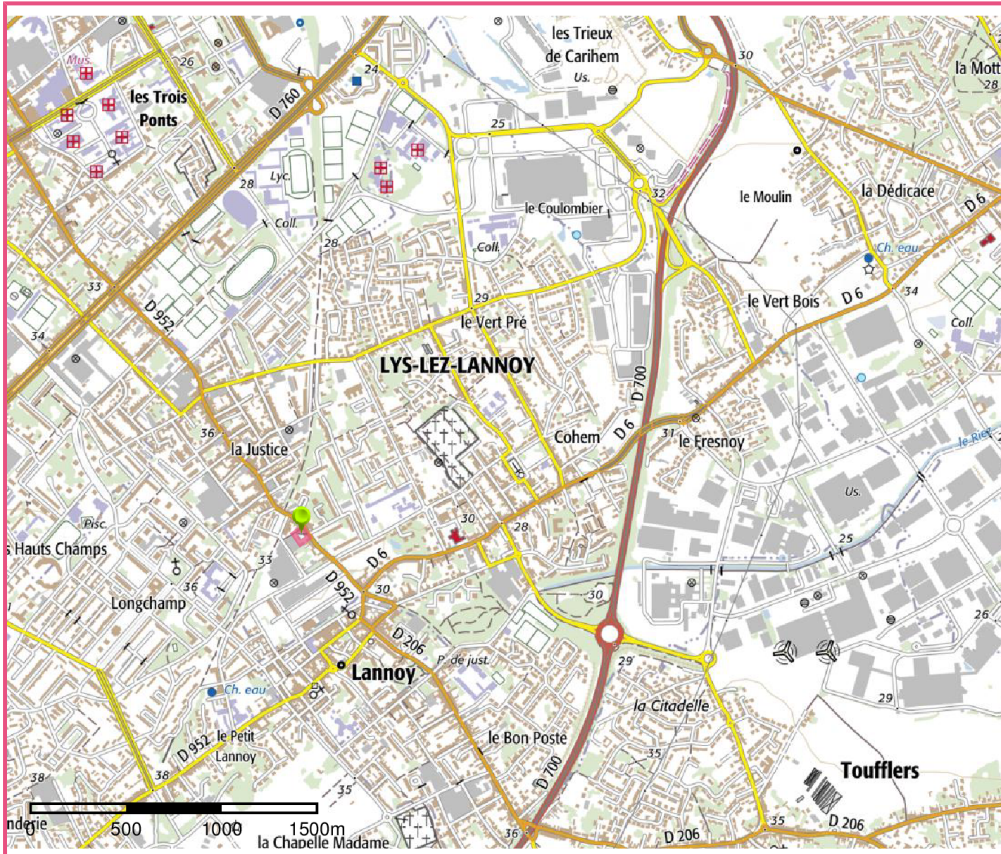 les Trieux
de Carihem
Us.
30
la Mott
28
Mus.
26
24
les Trois
Ponts
D 760
25
Lyc.
28
Coll.
28
le Coulombier
32
le Moulin
la Dédicace
D 6
Ch. eau
Coll.
33
D 952
34
29
le Vert Pré
le Vert Bois
D 6
34
Coll.
LYS-LEZ-LANNOY
D 700
36
la Justice
Cohem
D 6
31
le Fresnoy
le Riez
Us.
Pisc.
30
28
25
s Hauts Champs
33
D 6
36
Longchamp
D 952
30
30
26
D 206
Lannoy
P. de just.
29
Ch. eau
la Citadelle
29
D 952
le Petit
Lannoy
le Bon Poste
35
38
38
35
D 700
Toufflers
0 500 1000 1500m
nderie
la Chapelle Madame
36
D 206
35
D 206